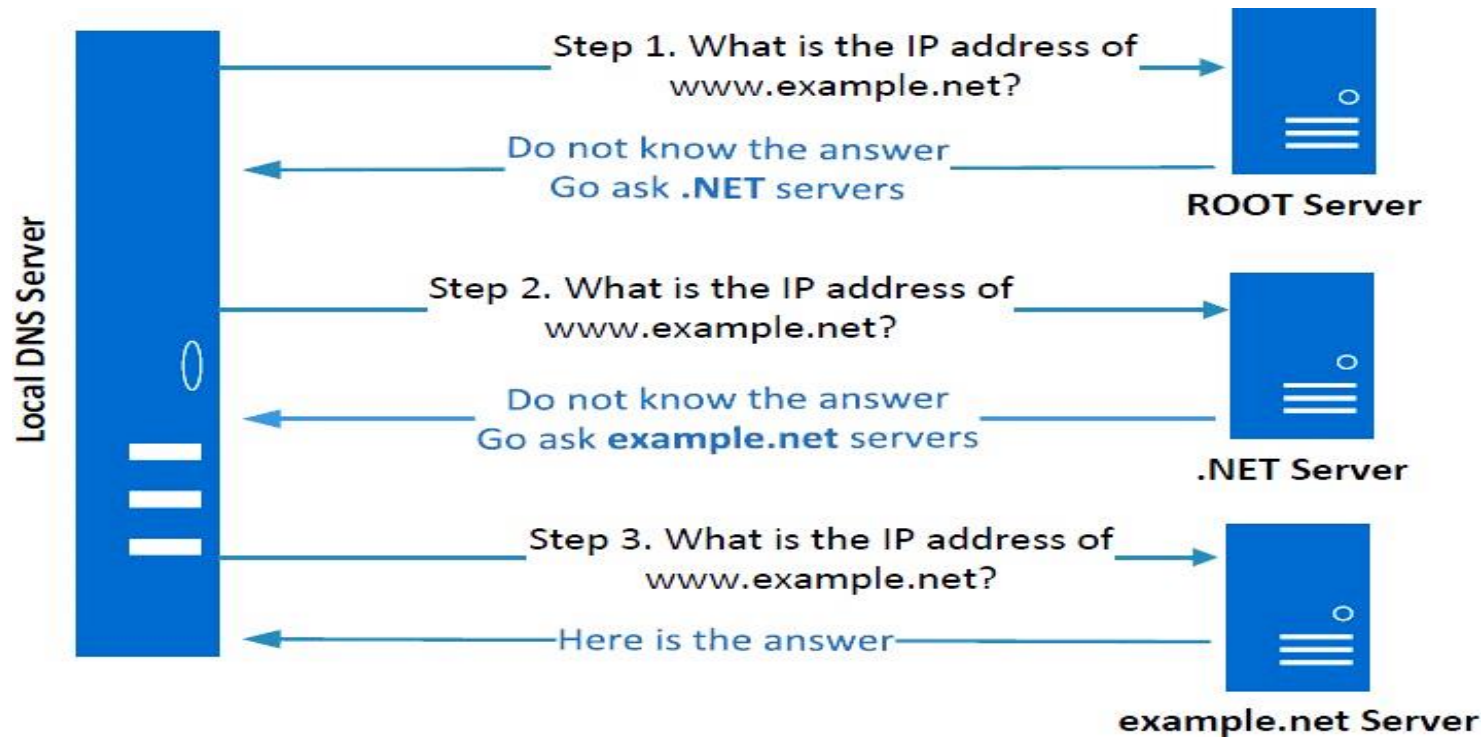 Step 1. What is the IP address of
www.example.net?
Do not know the answer
Go ask .NET servers
ROOT Server
Local DNS Server
Step 2. What is the IP address of
www.example.net?
Do not know the answer
Go ask example.net servers
.NET Server
Step 3. What is the IP address of
www.example.net?
Here is the answer
example.net Server